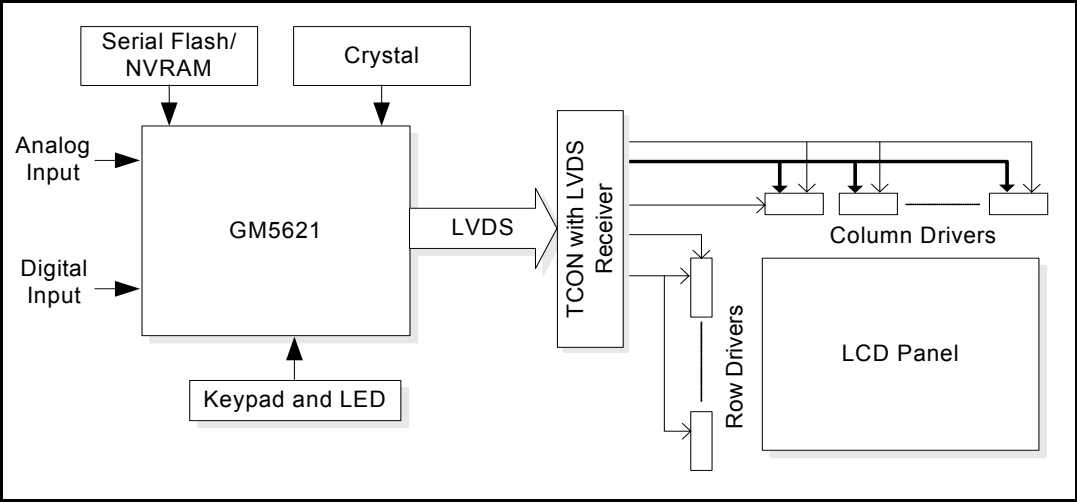 Serial Flash/
NVRAM
Crystal
Analog
Input
Digital
Input
GM5621
Keypad and LED
LVDS
TCON with LVDS
Receiver
Column Drivers
Row Drivers
LCD Panel